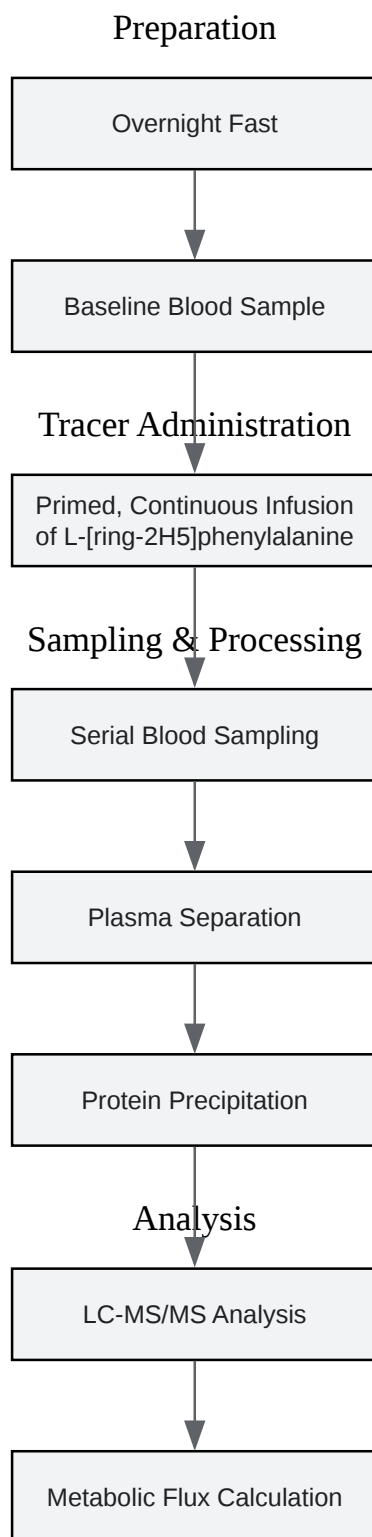 Preparation
Overnight Fast
Baseline Blood Sample
Tracer Administration
Primed, Continuous Infusion
of L-[ring-2H5]phenylalanine
Sampling & Processing
Serial Blood Sampling
Plasma Separation
Protein Precipitation
Analysis
LC-MS/MS Analysis
Metabolic Flux Calculation